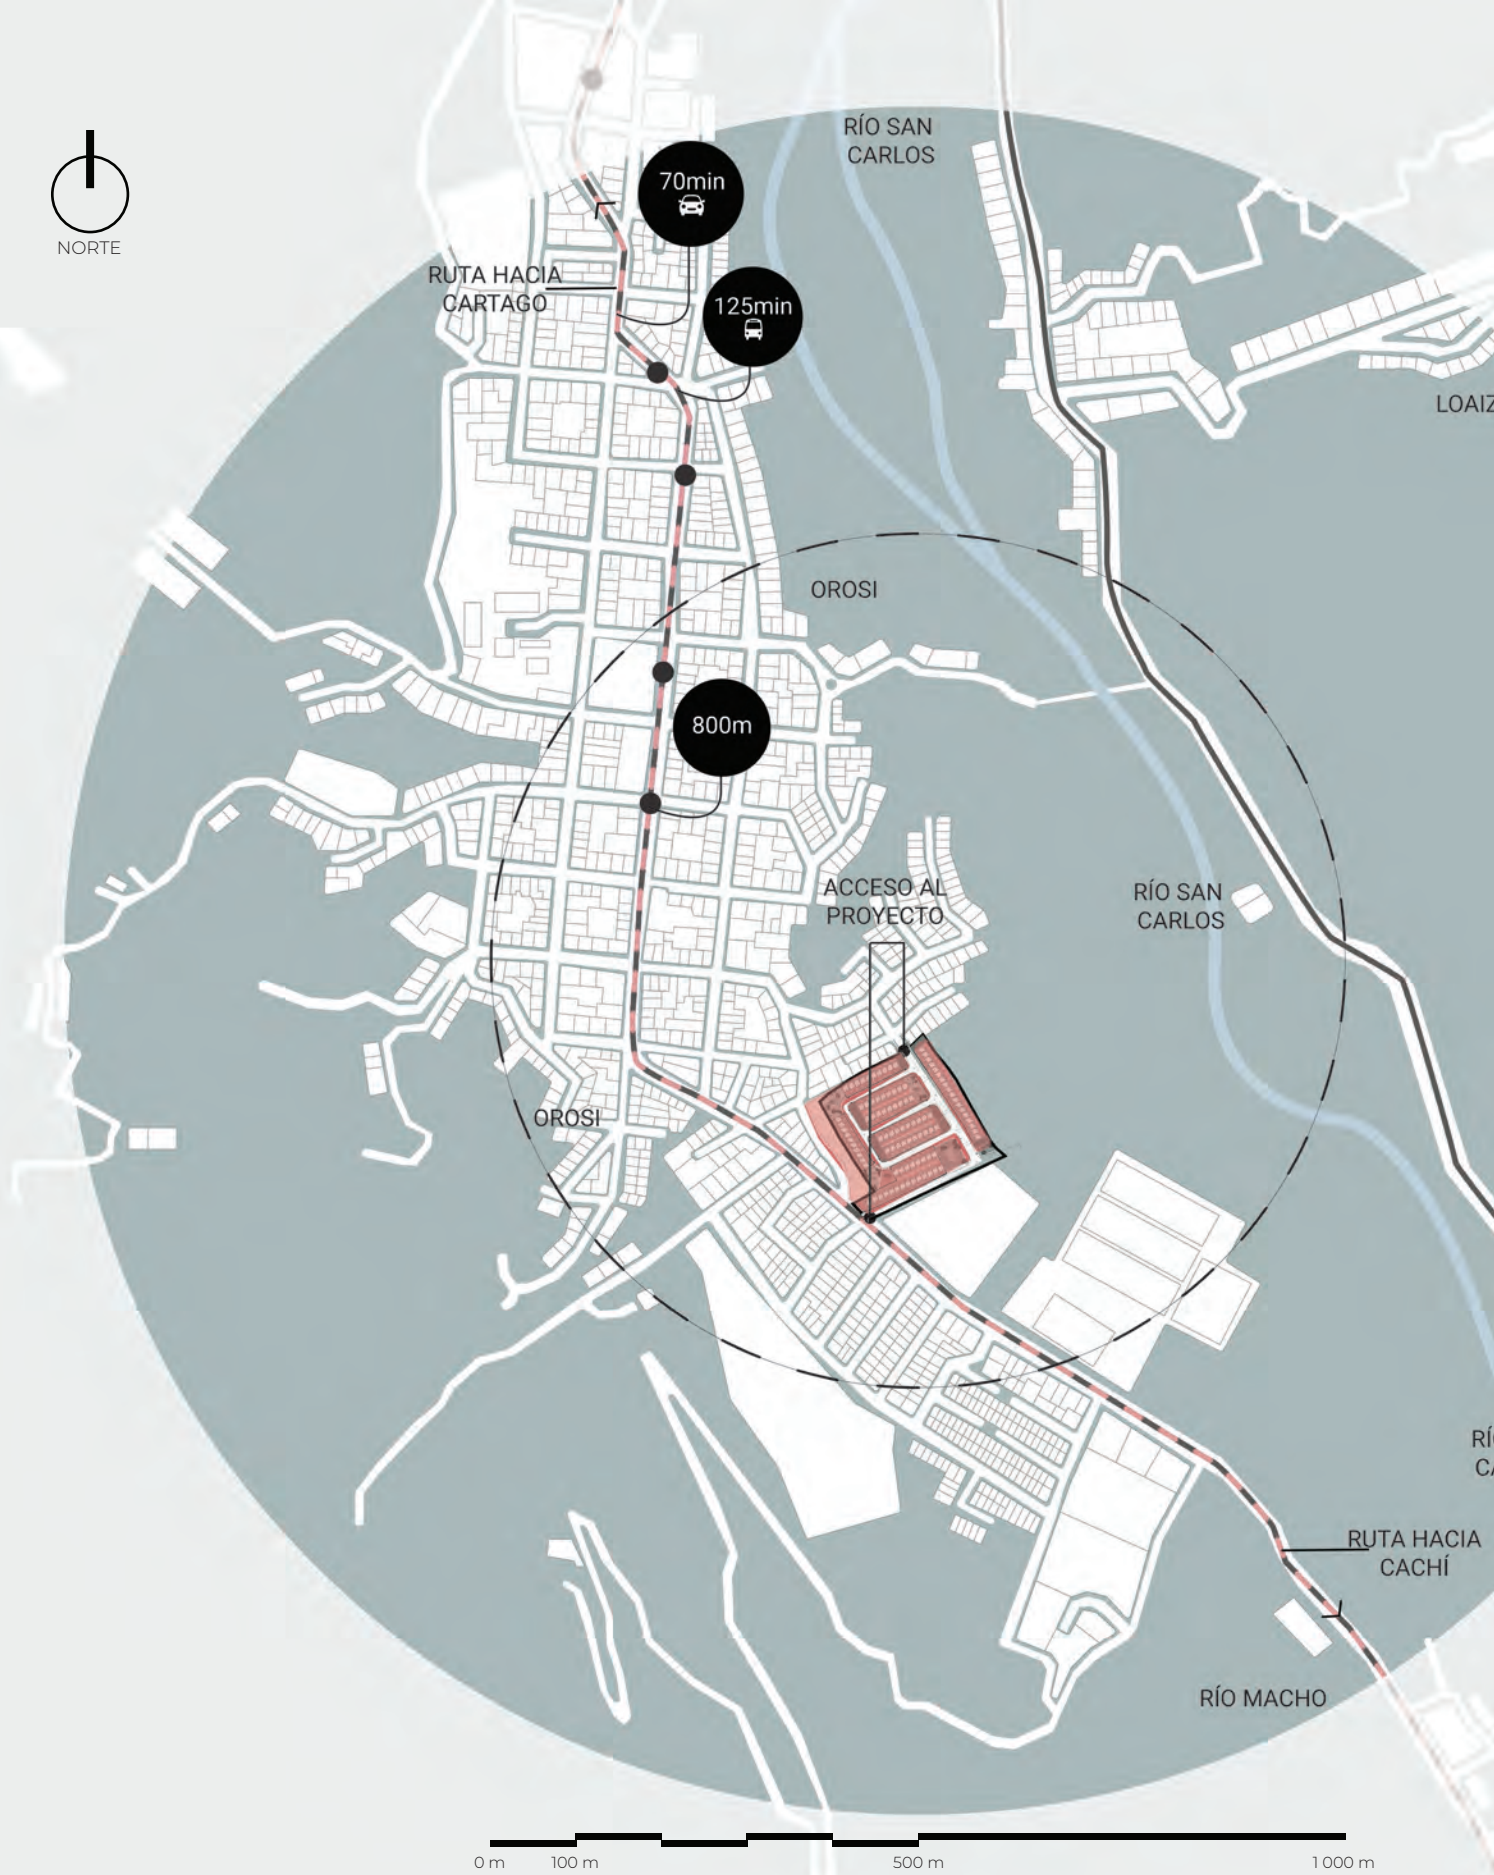 RÍO SAN
CARLOS
70min
NORTE
RUTA HACIA
CARTAGO
125min
OROSI
800m
ACCESO AL
PROYECTO
RÍO SAN
CARLOS
OROSI
RUTA HACIA
CACHÍ
RÍO MACHO
0 m 100 m 500 m 1 000 m